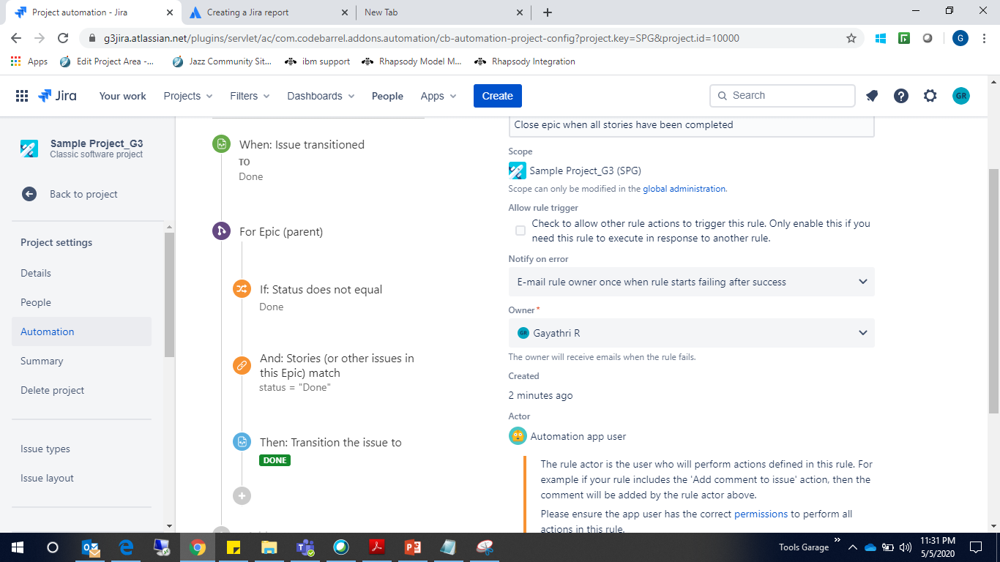 Project automation - Jira
Creating a Jira report
New Tab
g3jira.atlassian.net/plugins/servlet/ac/com.codebarrel.addons.automation/cb-automation-project-config?project.key=SPG&project.id=10000
G
Apps
Edit Project Area -...
Jazz Community Sit...
ibm support
Rhapsody Model M...
Rhapsody Integration
Jira
Your work
Projects
Filters
Dashboards
People
Apps
Create
Search
GR
Sample Project_G3
Classic software project
Back to project
Project settings
Details
People
Automation
Summary
Delete project
Issue types
Issue layout
When: Issue transitioned
TO
Done
For Epic (parent)
If: Status does not equal
Done
And: Stories (or other issues in
this Epic) match
status = "Done"
Then: Transition the issue to
DONE
Close epic when all stories have been completed
Scope
Sample Project_G3 (SPG)
Scope can only be modified in the global administration.
Allow rule trigger
Check to allow other rule actions to trigger this rule. Only enable this if you
need this rule to execute in response to another rule.
Notify on error
E-mail rule owner once when rule starts failing after success
Owner*
GR Gayathri R
The owner will receive emails when the rule fails.
Created
2 minutes ago
Actor
Automation app user
The rule actor is the user who will perform actions defined in this rule. For
example if your rule includes the 'Add comment to issue' action, then the
comment will be added by the rule actor above.
Please ensure the app user has the correct permissions to perform all
actions in this rule.
Tools Garage
11:31 PM
5/5/2020